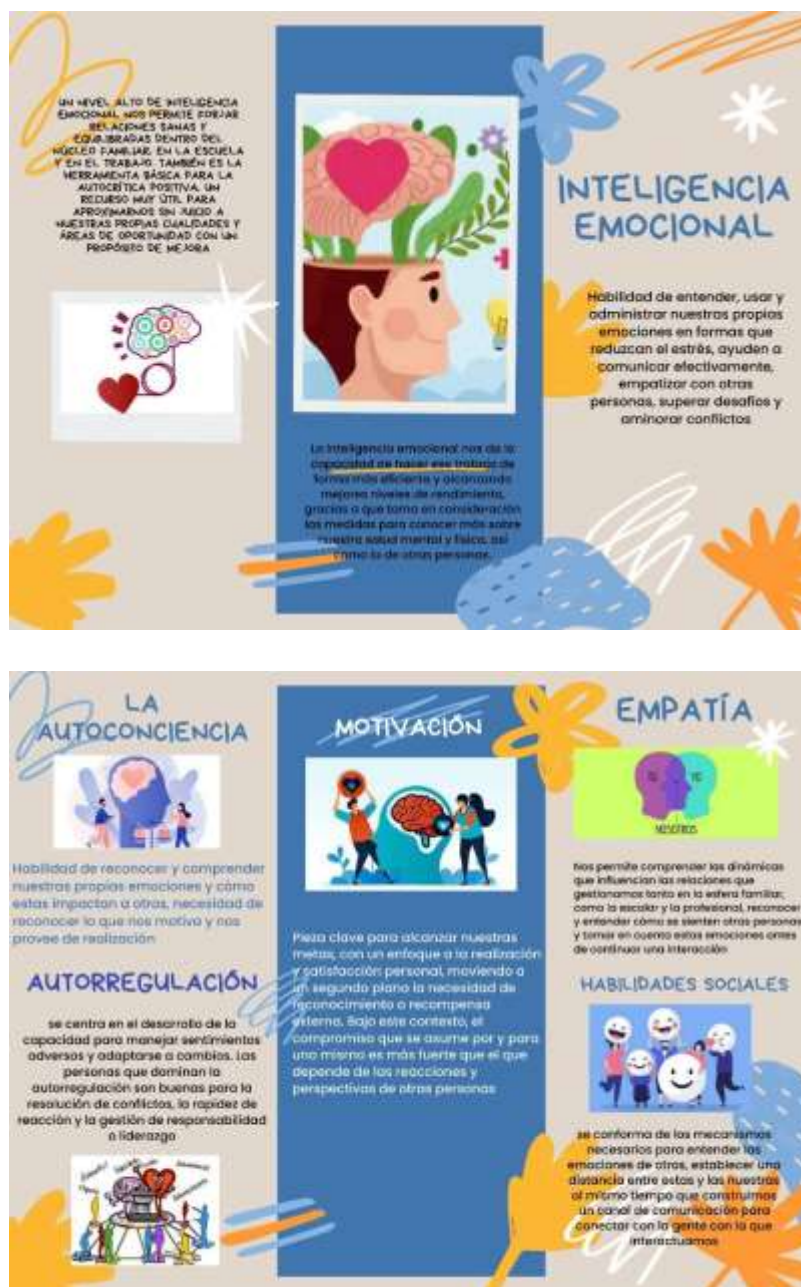 UN NIVEL ALTO DE INTELIGENCIA
EMOCIONAL NOS PERMITE FORJAR
RELACIONES SANAS Y
EQUILIBRADAS DENTRO DEL
NÚCLEO FAMILIAR, EN LA ESCUELA
Y EN EL TRABAJO. TAMBIÉN ES LA
HERRAMIENTA BÁSICA PARA LA
AUTOCRÍTICA POSITIVA, UN
RECURSO MUY ÚTIL PARA
APROXIMARNOS SIN JUICIO A
NUESTRAS PROPIAS CUALIDADES Y
ÁREAS DE OPORTUNIDAD CON UN
PROPÓSITO DE MEJORA
La inteligencia emocional nos da la
capacidad de hacer ese trabajo de
forma más eficiente y alcanzando
mejores niveles de rendimiento,
gracias a que toma en consideración
las medidas para conocer más sobre
nuestra salud mental y física, así
como la de otras personas.
INTELIGENCIA
EMOCIONAL
Habilidad de entender, usar y
administrar nuestras propias
emociones en formas que
reduzcan el estrés, ayuden a
comunicar efectivamente,
empatizar con otras
personas, superar desafíos y
aminorar conflictos
LA
AUTOCONCIENCIA
Habilidad de reconocer y comprender
nuestras propias emociones y cómo
estas impactan a otros, necesidad de
reconocer lo que nos motiva y nos
provee de realización
AUTORREGULACIÓN
se centra en el desarrollo de la
capacidad para manejar sentimientos
adversos y adaptarse a cambios. Las
personas que dominan la
autorregulación son buenas para la
resolución de conflictos, la rapidez de
reacción y la gestión de responsabilidad
o liderazgo
MOTIVACIÓN
Pieza clave para alcanzar nuestras
metas, con un enfoque a la realización
y satisfacción personal, moviendo a
un segundo plano la necesidad de
reconocimiento o recompensa
externa. Bajo este contexto, el
compromiso que se asume por y para
uno mismo es más fuerte que el que
depende de las reacciones y
perspectivas de otras personas
EMPATÍA
NOSOTROS
Nos permite comprender las dinámicas
que influencian las relaciones que
gestionamos tanto en la esfera familiar,
como la escolar y la profesional, reconocer
y entender cómo se sienten otras personas
y tomar en cuenta estas emociones antes
de continuar una interacción
HABILIDADES SOCIALES
se conforma de los mecanismos
necesarios para entender las
emociones de otros, establecer una
distancia entre estas y las nuestras
al mismo tiempo que construimos
un canal de comunicación para
conectar con la gente con la que
interactuamos